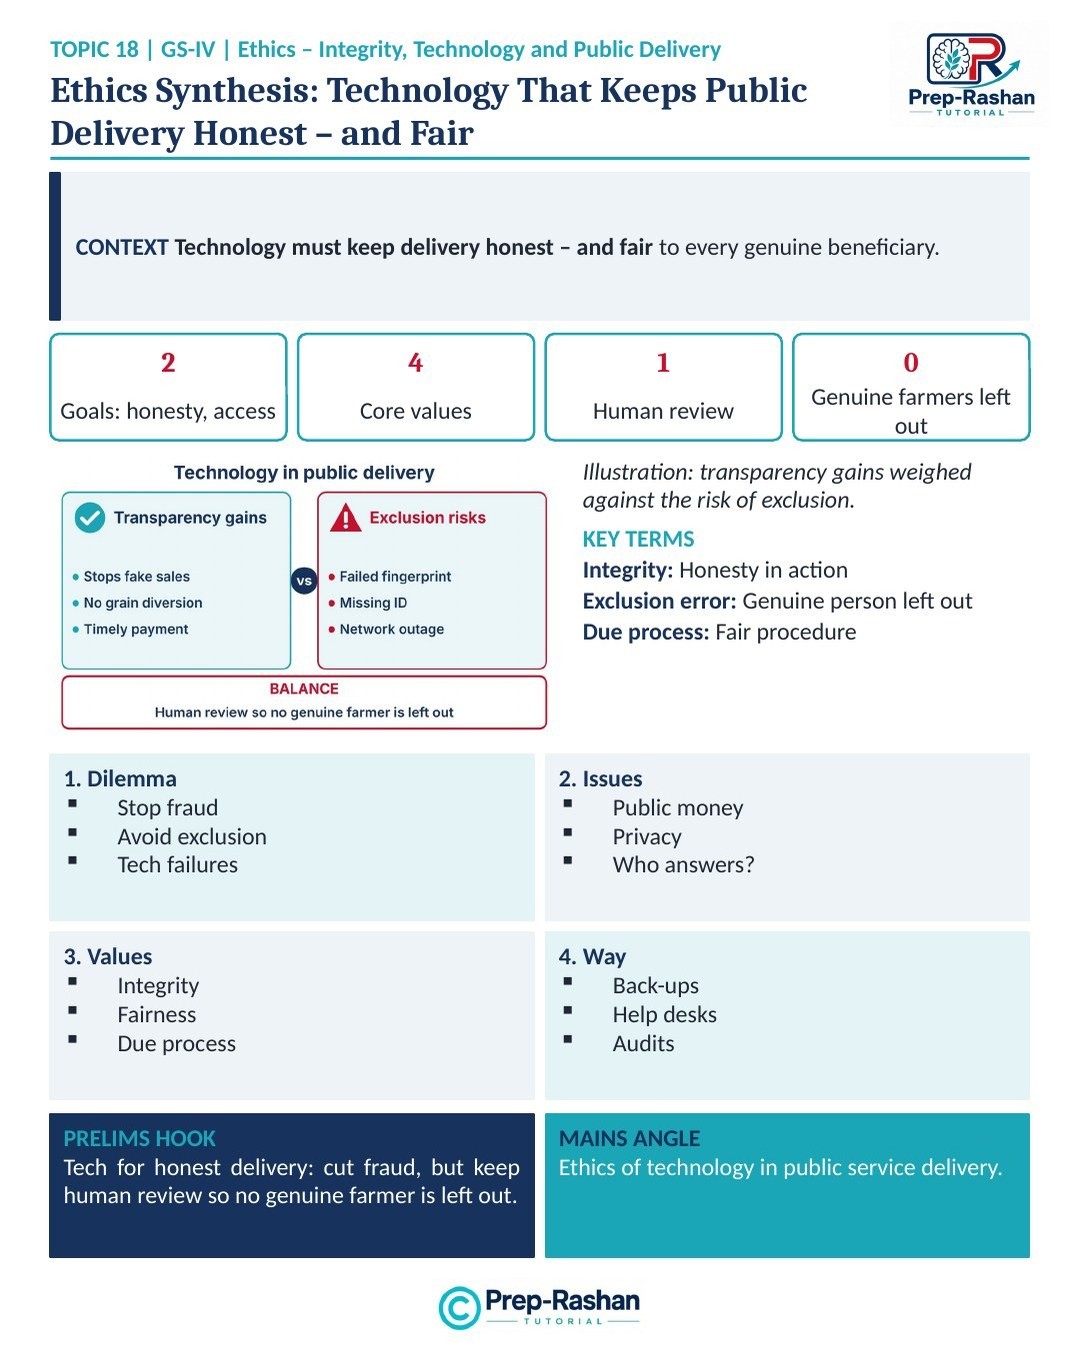 TOPIC 18 | GS-IV | Ethics – Integrity, Technology and Public Delivery
Ethics Synthesis: Technology That Keeps Public
Delivery Honest – and Fair
Prep-Rashan
TUTORIAL
CONTEXT Technology must keep delivery honest – and fair to every genuine beneficiary.
2
Goals: honesty, access
4
Core values
1
Human review
0
Genuine farmers left
out
Technology in public delivery
Transparency gains
• Stops fake sales
• No grain diversion
• Timely payment
vs
Exclusion risks
• Failed fingerprint
• Missing ID
• Network outage
BALANCE
Human review so no genuine farmer is left out
Illustration: transparency gains weighed
against the risk of exclusion.
KEY TERMS
Integrity: Honesty in action
Exclusion error: Genuine person left out
Due process: Fair procedure
1. Dilemma
▪ Stop fraud
▪ Avoid exclusion
▪ Tech failures
2. Issues
▪ Public money
▪ Privacy
▪ Who answers?
3. Values
▪ Integrity
▪ Fairness
▪ Due process
4. Way
▪ Back-ups
▪ Help desks
▪ Audits
PRELIMS HOOK
Tech for honest delivery: cut fraud, but keep
human review so no genuine farmer is left out.
MAINS ANGLE
Ethics of technology in public service delivery.
© Prep-Rashan
TUTORIAL